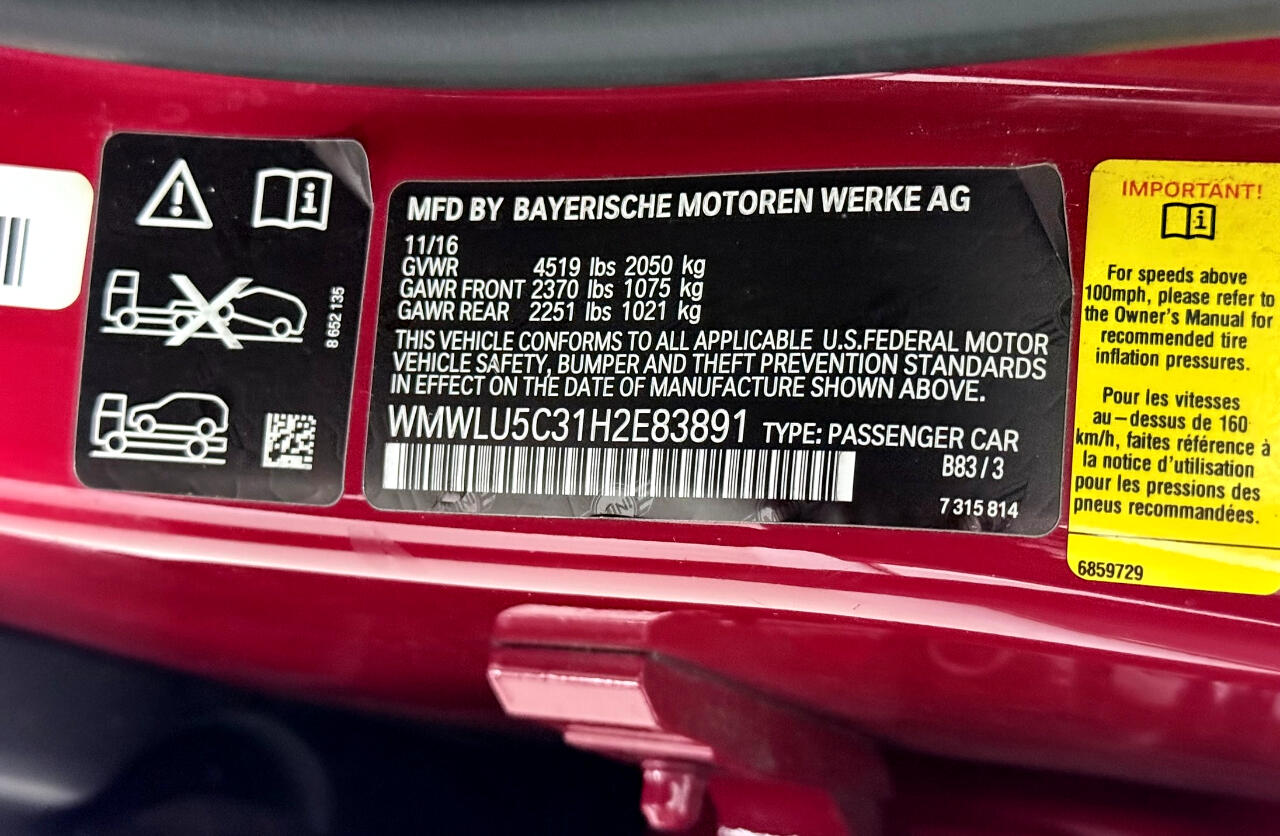 8 652 135
MFD BY BAYERISCHE MOTOREN WERKE AG
11/16
GVWR 4519 lbs 2050 kg
GAWR FRONT 2370 lbs 1075 kg
GAWR REAR 2251 lbs 1021 kg
THIS VEHICLE CONFORMS TO ALL APPLICABLE U.S.FEDERAL MOTOR
VEHICLE SAFETY, BUMPER AND THEFT PREVENTION STANDARDS
IN EFFECT ON THE DATE OF MANUFACTURE SHOWN ABOVE.
WMWLU5C31H2E83891 TYPE: PASSENGER CAR
B83 / 3
7 315 814
IMPORTANT!
For speeds above
100mph, please refer to
the Owner's Manual for
recommended tire
inflation pressures.
Pour les vitesses
au-dessus de 160
km/h, faites référence à
la notice d'utilisation
pour les pressions des
pneus recommandées.
6859729